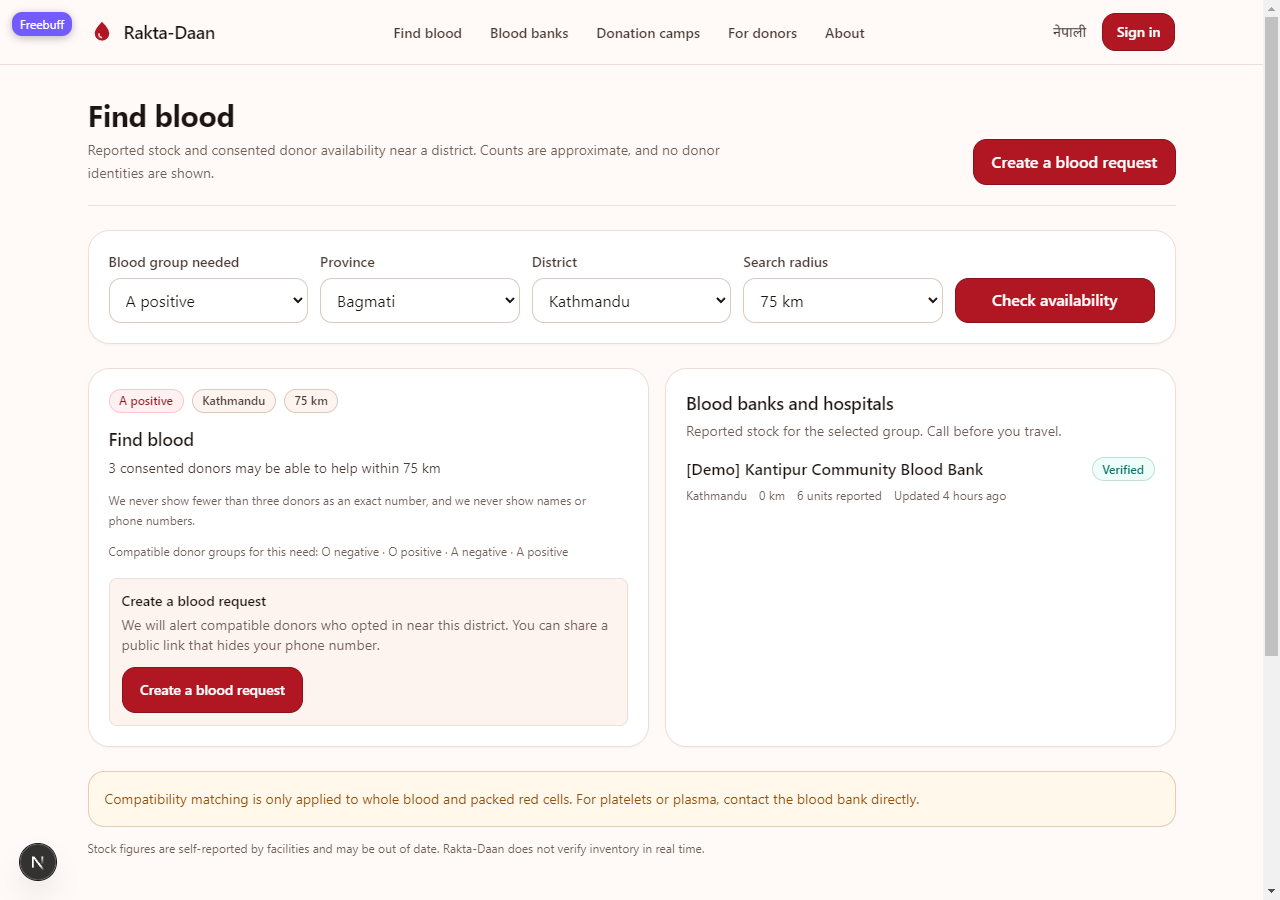 Freebuff
Rakta-Daan
Find blood
Blood banks
Donation camps
For donors
About
नेपाली
Sign in
Find blood
Reported stock and consented donor availability near a district. Counts are approximate, and no donor
identities are shown.
Create a blood request
Blood group needed
Province
District
Search radius
A positive
Bagmati
Kathmandu
75 km
Check availability
A positive
Kathmandu
75 km
Find blood
3 consented donors may be able to help within 75 km
We never show fewer than three donors as an exact number, and we never show names or
phone numbers.
Compatible donor groups for this need: O negative · O positive · A negative · A positive
Create a blood request
We will alert compatible donors who opted in near this district. You can share a
public link that hides your phone number.
Create a blood request
Blood banks and hospitals
Reported stock for the selected group. Call before you travel.
[Demo] Kantipur Community Blood Bank
Verified
Kathmandu 0 km 6 units reported Updated 4 hours ago
Compatibility matching is only applied to whole blood and packed red cells. For platelets or plasma, contact the blood bank directly.
Stock figures are self-reported by facilities and may be out of date. Rakta-Daan does not verify inventory in real time.
N